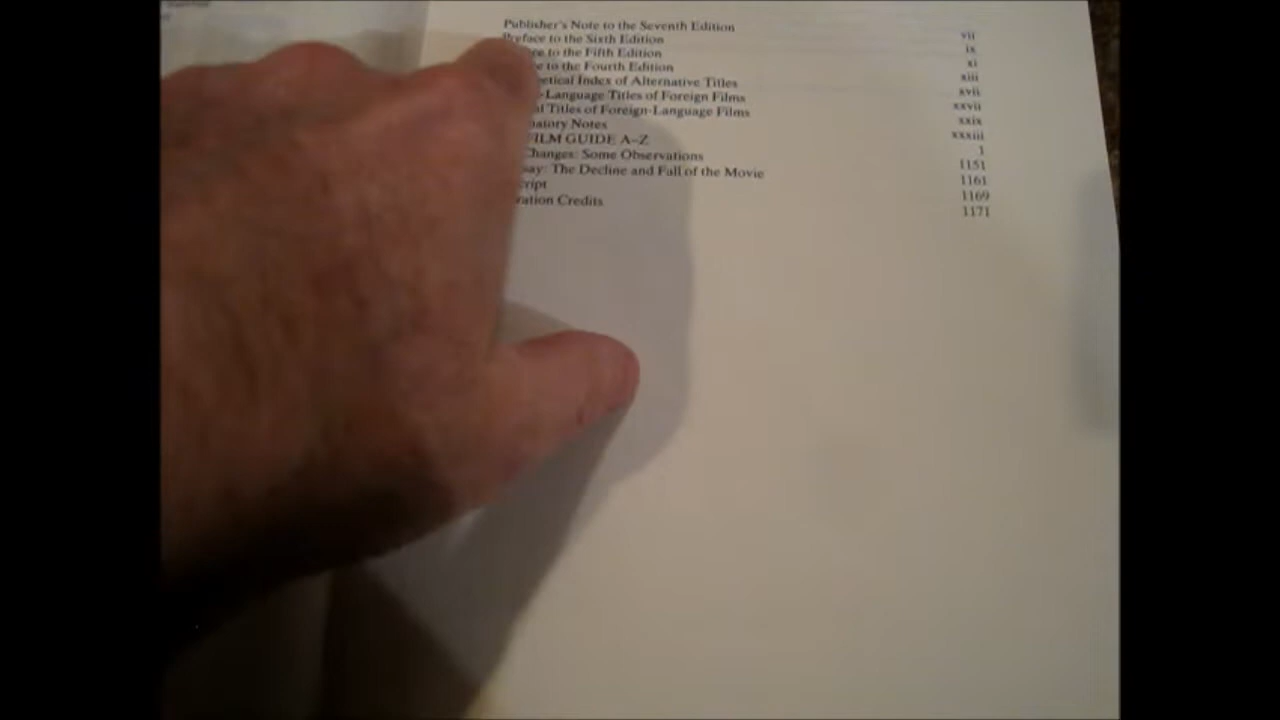 Publisher's Note to the Seventh Edition vii
Preface to the Sixth Edition ix
to the Fifth Edition xi
to the Fourth Edition xiii
Index of Alternative Titles xvii
-Language Titles of Foreign Films xxvii
Titles of Foreign-Language Films xxix
Notes xxxiii
FILM GUIDE A–Z 1
Changes: Some Observations 1151
The Decline and Fall of the Movie 1161
1169
Credits 1171